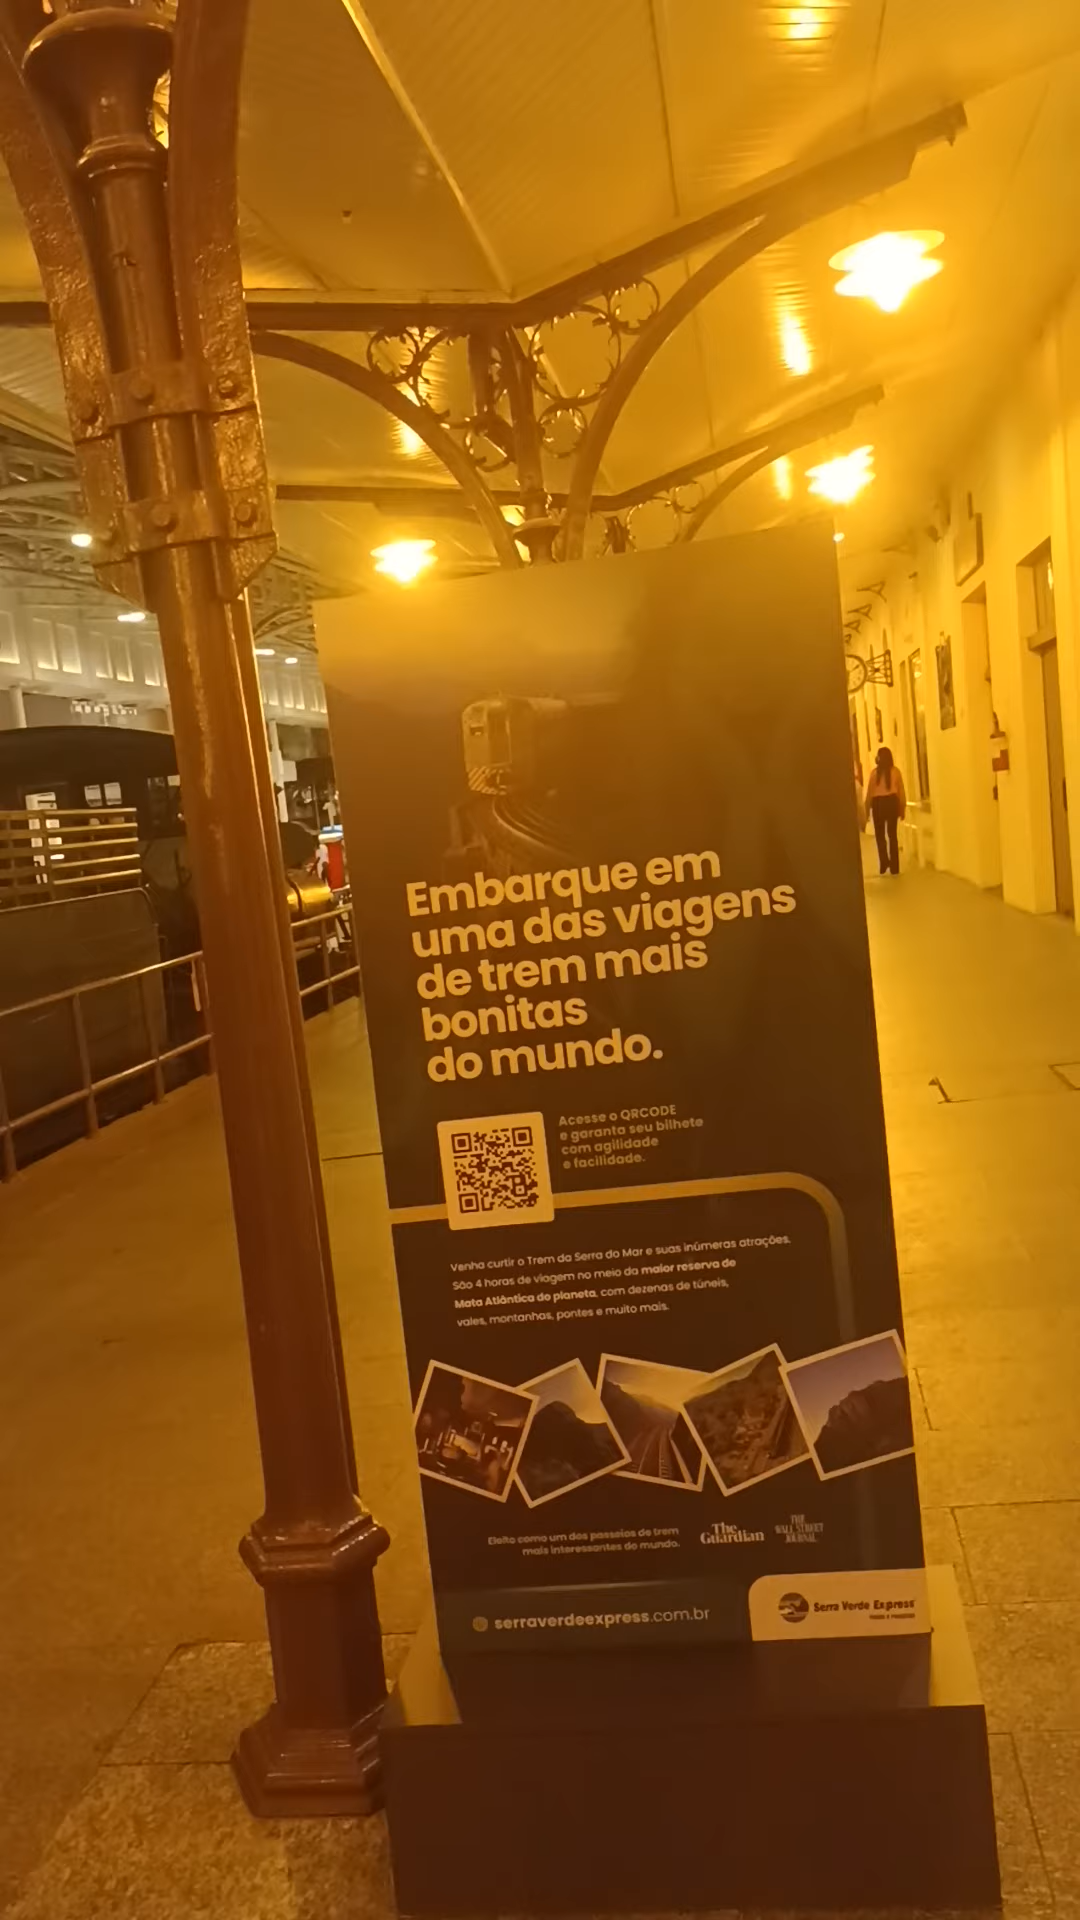 Embarque em
uma das viagens
de trem mais
bonitas
do mundo.
Acesse o QRCODE
e garanta seu bilhete
com agilidade
e facilidade.
Venha curtir o Trem da Serra do Mar e suas inúmeras atrações.
São 4 horas de viagem no meio da maior reserva de
Mata Atlântica do planeta, com dezenas de túneis,
vales, montanhas, pontes e muito mais.
Eleito como um dos passeios de trem
mais interessantes do mundo.
The
Guardian
THE
WALL STREET
JOURNAL
serraverdeexpress.com.br
Serra Verde Express